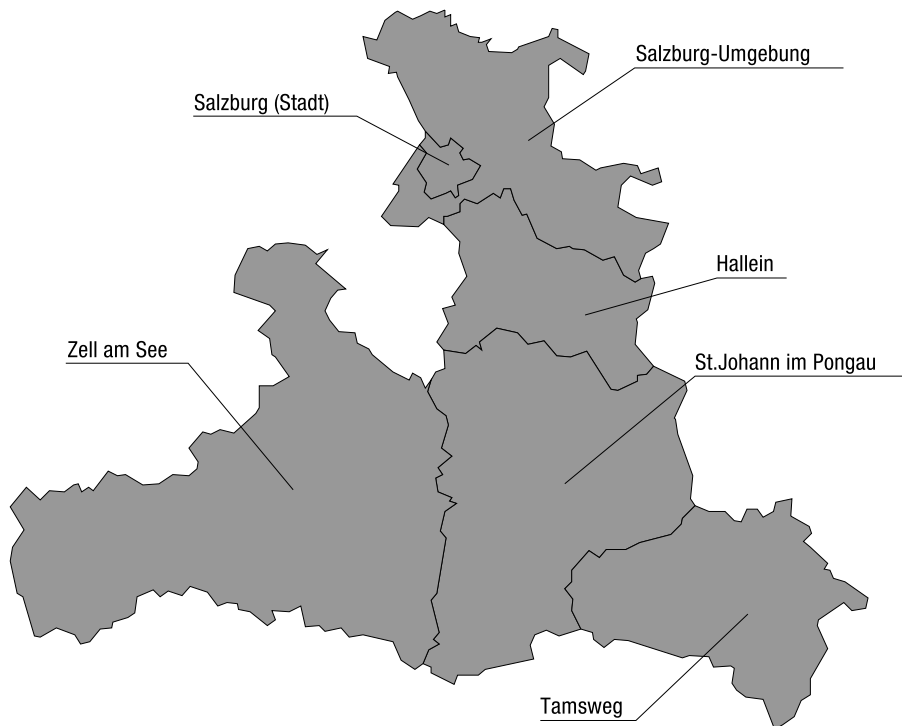 Salzburg-Umgebung
Salzburg (Stadt)
Hallein
Zell am See
St.Johann im Pongau
Tamsweg